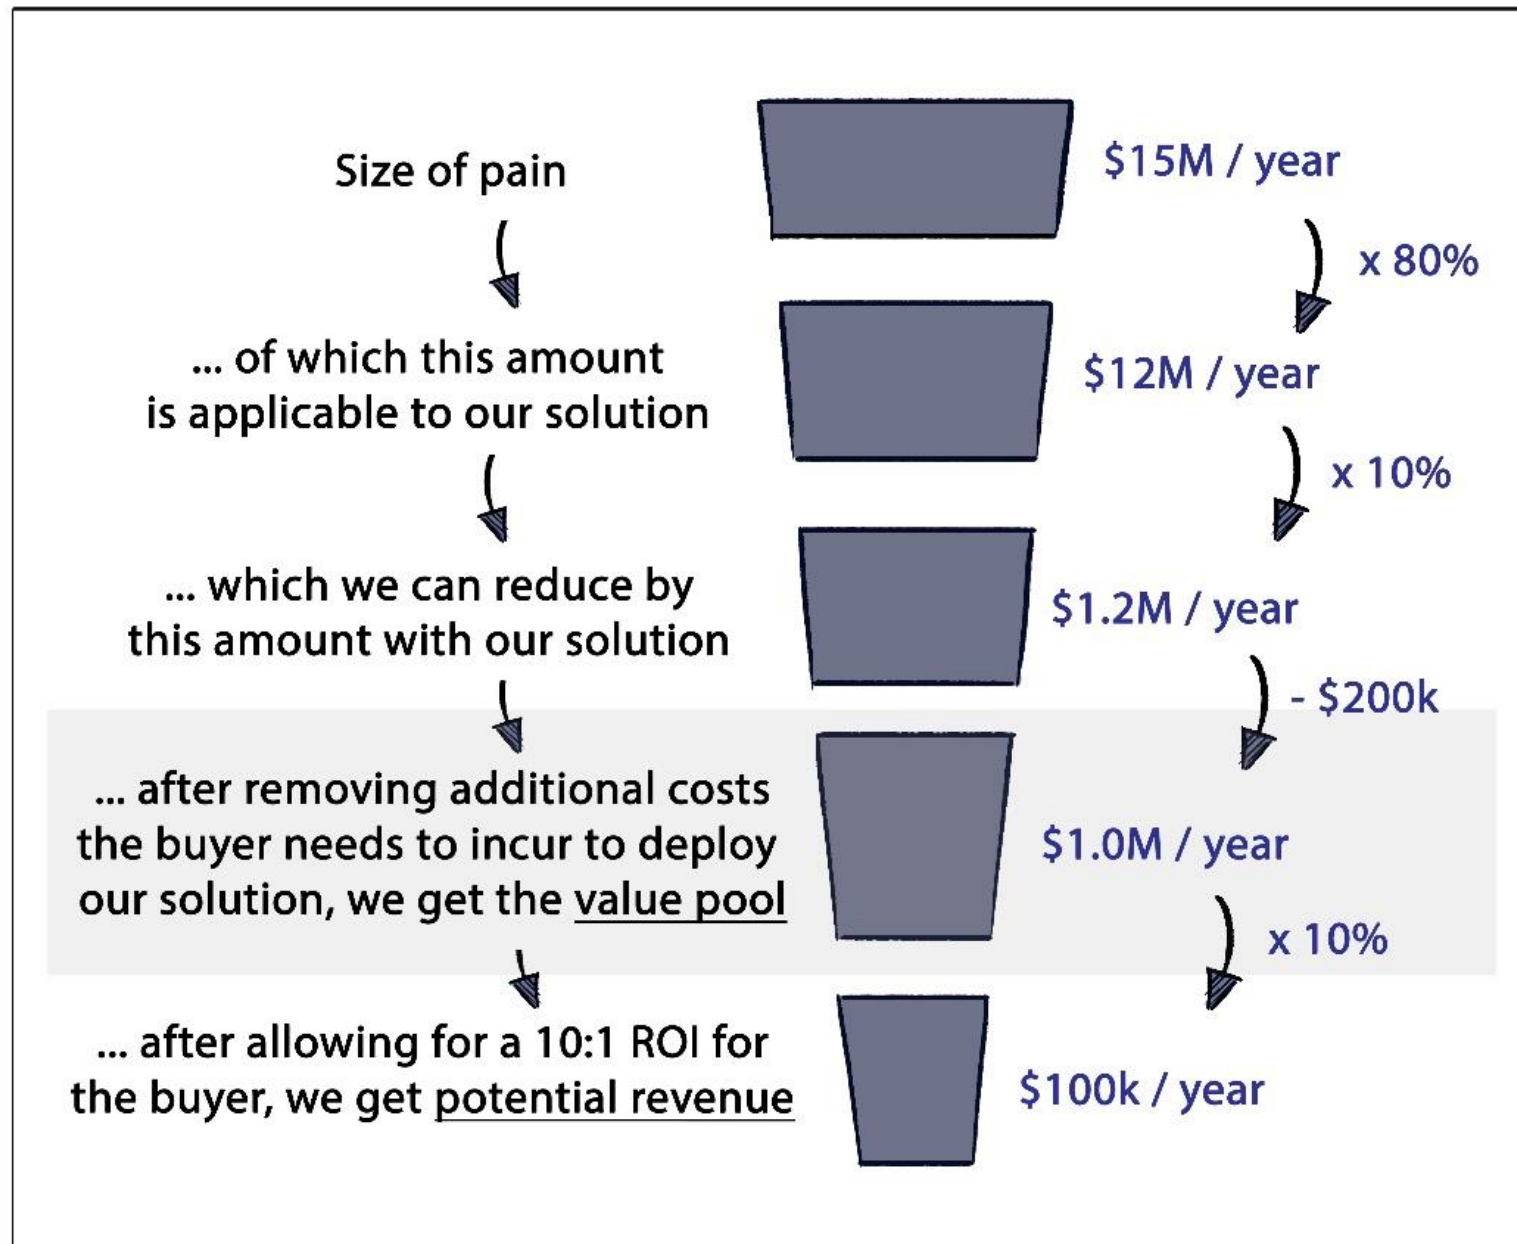 Size of pain
$15M / year
x 80%
... of which this amount
is applicable to our solution
$12M / year
x 10%
... which we can reduce by
this amount with our solution
$1.2M / year
- $200k
... after removing additional costs
the buyer needs to incur to deploy
our solution, we get the value pool
$1.0M / year
x 10%
... after allowing for a 10:1 ROI for
the buyer, we get potential revenue
$100k / year